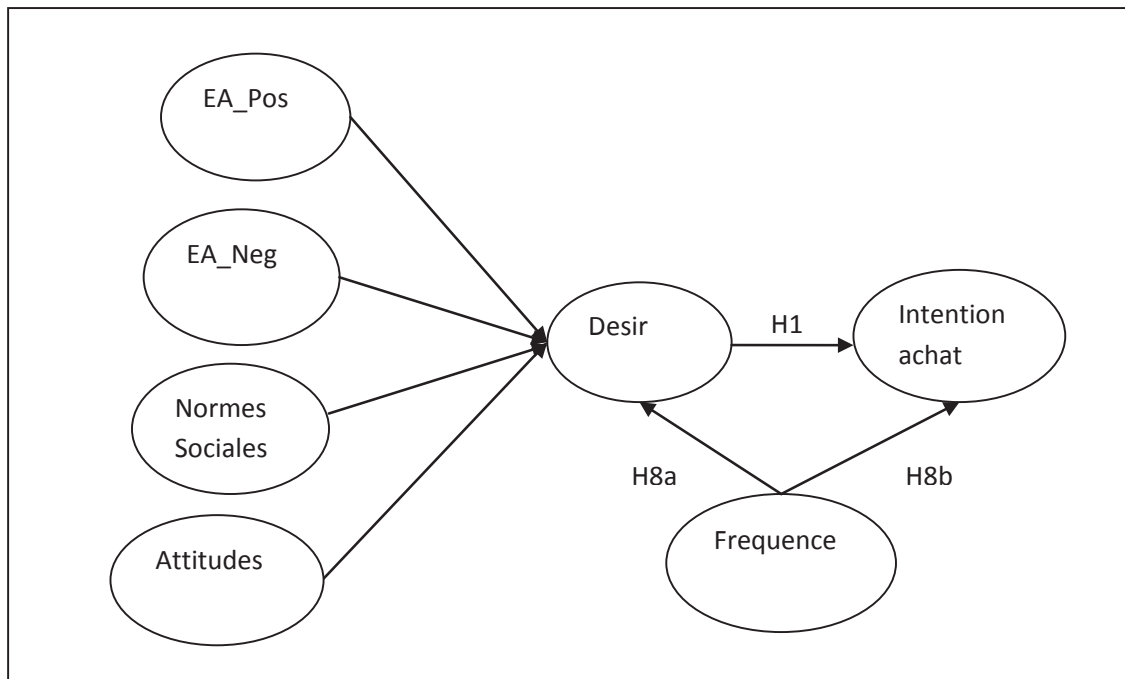 EA_Pos
EA_Neg
Normes
Sociales
Attitudes
Desir
H1
Intention
achat
H8a
H8b
Frequence